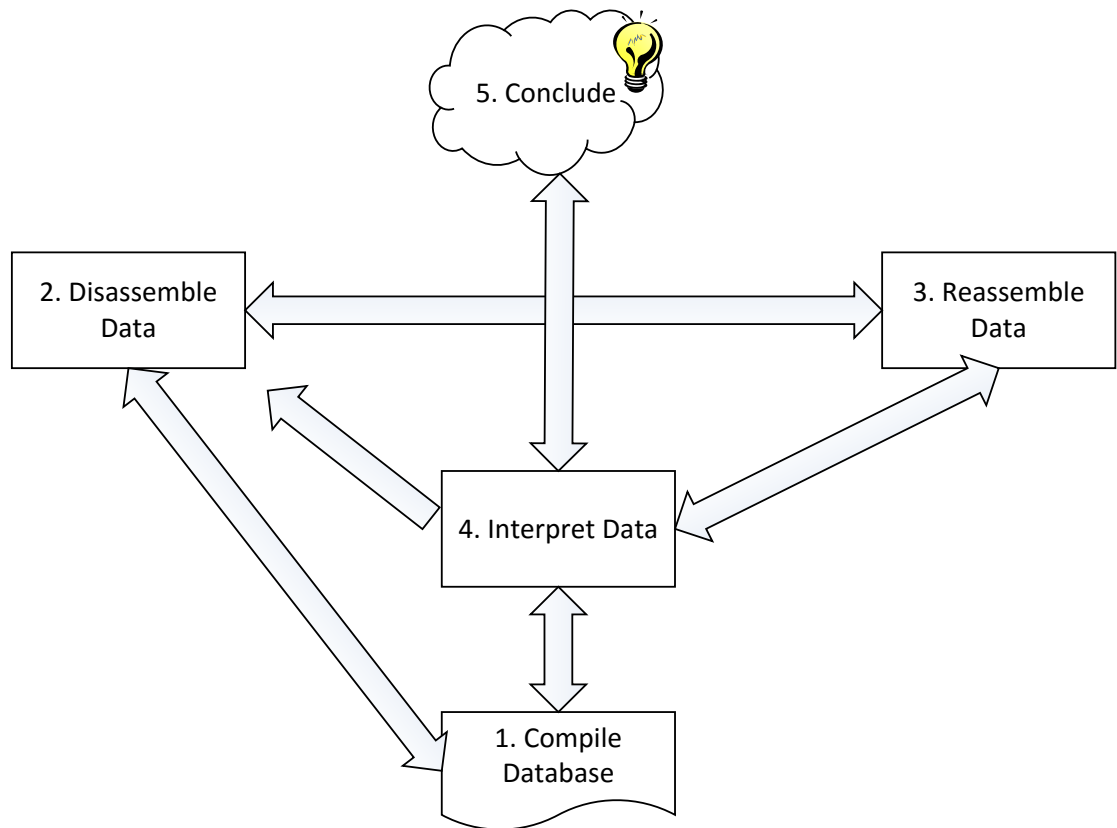 5. Conclude
2. Disassemble
Data
3. Reassemble
Data
4. Interpret Data
1. Compile
Database